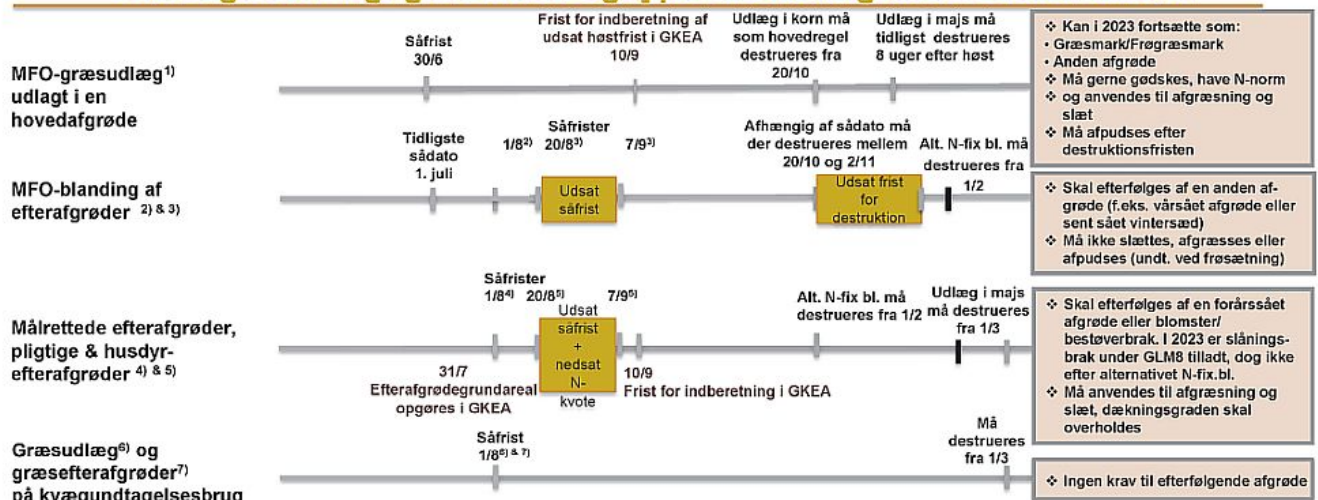 MFO-græsudlæg1)
udlagt i en
hovedafgrøde
Såfrist
30/6
Frist for indberetning af
udsat høstfrist i GKEA
10/9
Udlæg i korn må
som hovedregel
destrueres fra
20/10
Udlæg i majs må
tidligst destrueres
8 uger efter høst
❖ Kan i 2023 fortsætte som:
• Græsmark/Frøgræsmark
• Anden afgrøde
❖ Må gerne gødskes, have N-norm
❖ og anvendes til afgræsning og
slæt
❖ Må afpudses efter
destruktionsfristen
MFO-blanding af
efterafgrøder 2) & 3)
Tidligste
sådato
1. juli
Såfrister
1/82) 20/83) 7/93)
Udsat
såfrist
Afhængig af sådato må
der destrueres mellem
20/10 og 2/11
Udsat frist
for
destruktion
Alt. N-fix bl. må
destrueres fra
1/2
❖ Skal efterfølges af en anden af-
grøde (f.eks. vårsået afgrøde eller
sent sået vintersæd)
❖ Må ikke slættes, afgræsses eller
afpudses (undt. ved frøsætning)
Målrettede efterafgrøder,
pligtige & husdyr-
efterafgrøder 4) & 5)
Såfrister
1/84) 20/85) 7/95)
Udsat
såfrist
+
nedsat
N-
kvote
31/7
Efterafgrødegrundareal
opgøres i GKEA
10/9
Frist for indberetning i GKEA
Alt. N-fix bl. må
destrueres fra 1/2
Udlæg i majs
må destrueres
fra 1/3
❖ Skal efterfølges af en forårssået
afgrøde eller blomster/
bestøverbrak. I 2023 er slånings-
brak under GLM8 tilladt, dog ikke
efter alternativet N-fix.bl.
❖ Må anvendes til afgræsning og
slæt, dækningsgraden skal
overholdes
Græsudlæg6) og
græsefterafgrøder7)
på kvægundtagelsesbrug
Såfrist
1/86) & 7)
Må
destrueres
fra 1/3
❖ Ingen krav til efterfølgende afgrøde